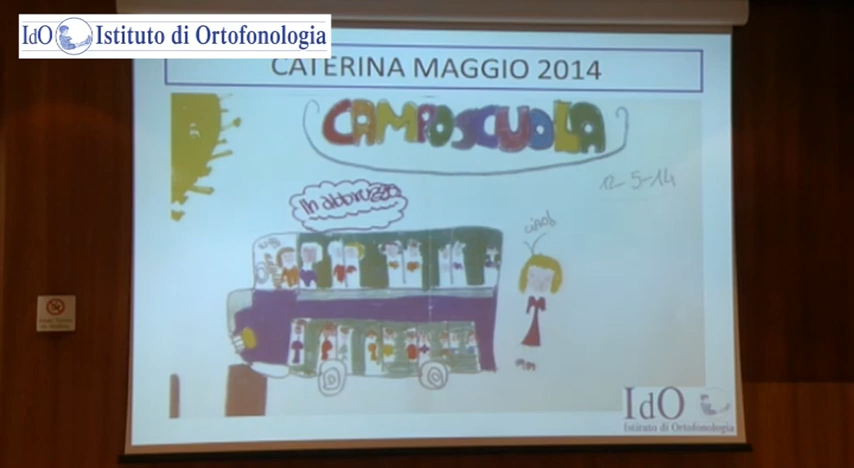 IdO Istituto di Ortofonologia
CATERINA MAGGIO 2014
CAMPOSCUOLA
12-5-14
in abbruzzo
ciao!
IdO
Istituto di Ortofonologia